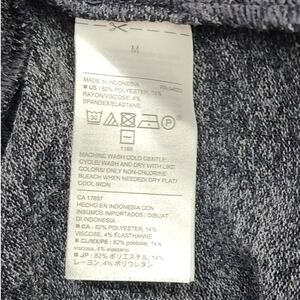 M
MADE IN INDONESIA
■ US : 82% POLYESTER, 14%
RAYON/VISCOSE, 4%
SPANDEX/ELASTANE
30
P
MACHINE WASH COLD GENTLE
CYCLE/ WASH AND DRY WITH LIKE
COLORS/ ONLY NON-CHLORINE
BLEACH WHEN NEEDED/ DRY FLAT/
COOL IRON
CA 17897
HECHO EN INDONESIA CON
INSUMOS IMPORTADOS / DIBUAT
DI INDONESIA
■ CA : 82% POLYESTER, 14%
VISCOSE, 4% ÉLASTHANNE
■ CL/MX/PE : 82% poliéster, 14%
viscosa, 4% elastano
■ JP : 82% ポリエステル, 14%
レーヨン, 4% ポリウレタン